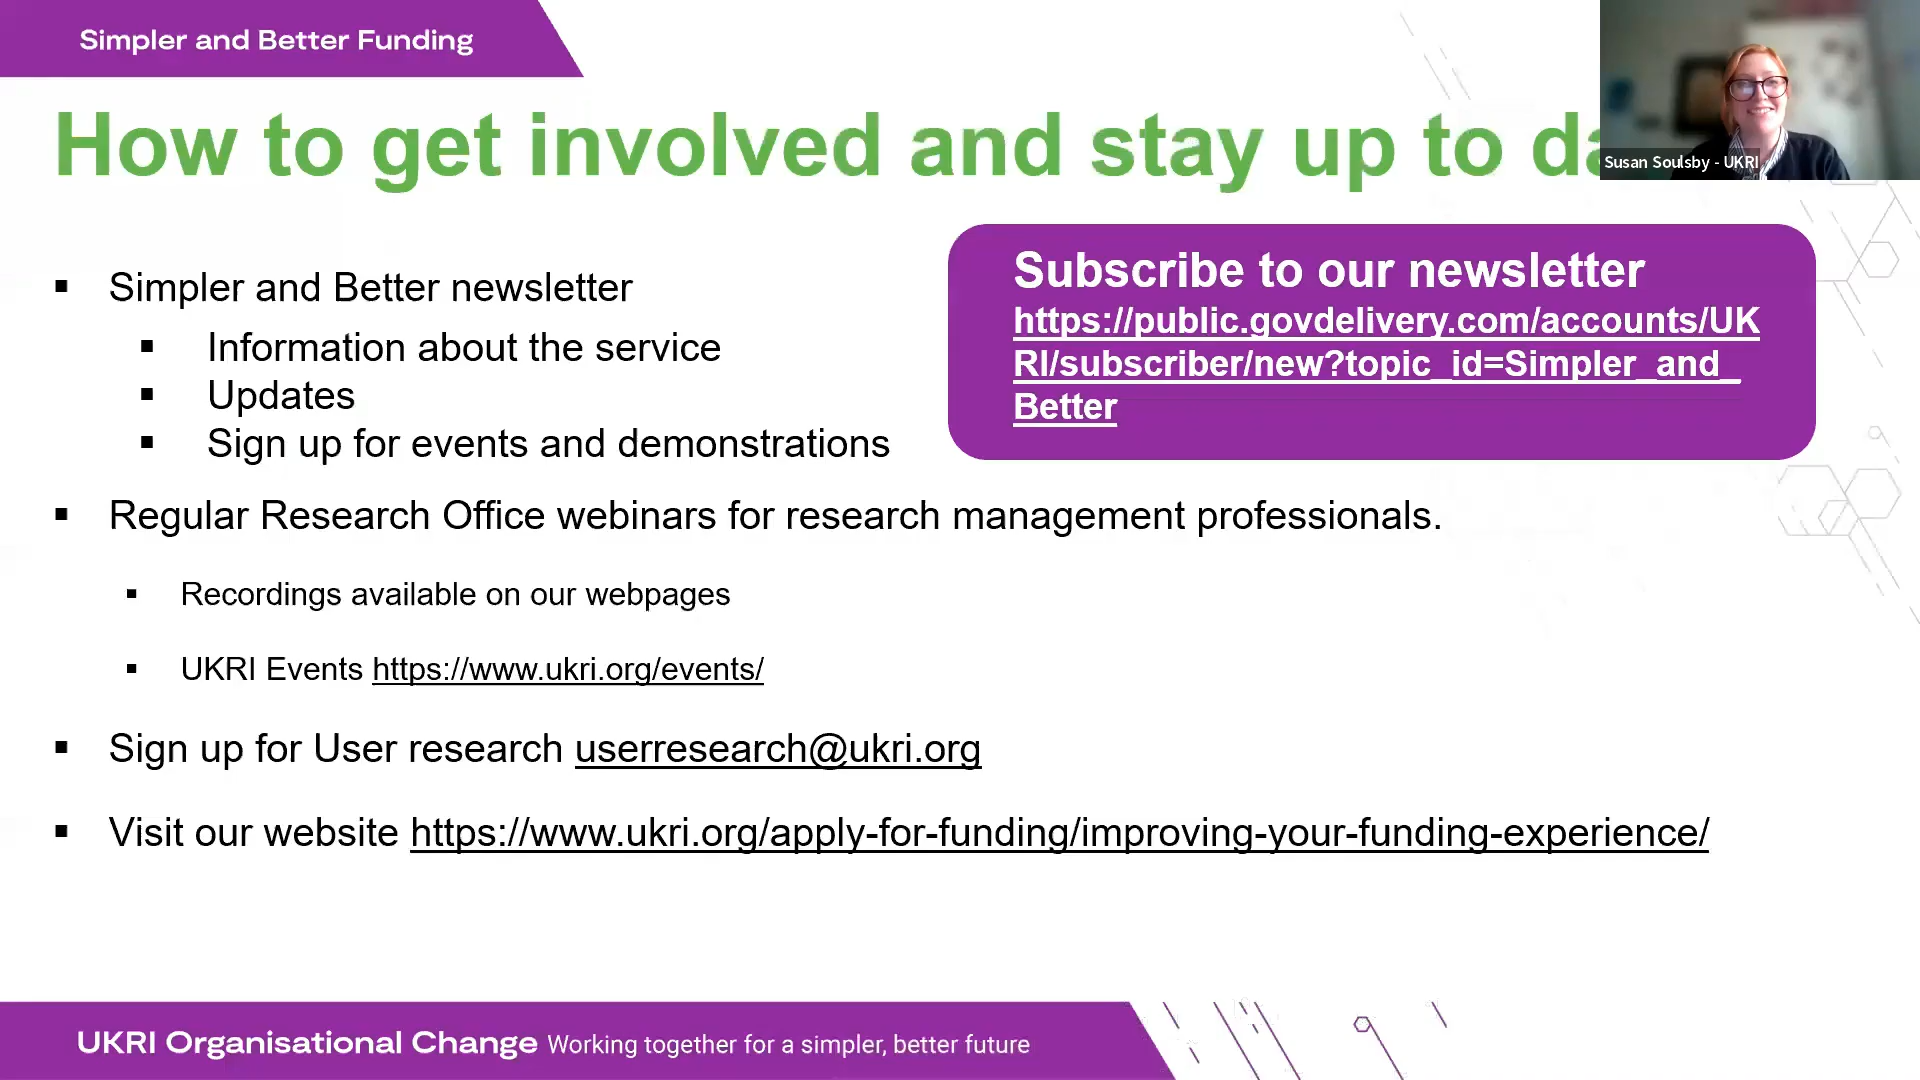 Simpler and Better Funding
How to get involved and stay up to da
Susan Soulsby - UKRI
▪ Simpler and Better newsletter
▪ Information about the service
▪ Updates
▪ Sign up for events and demonstrations
Subscribe to our newsletter
https://public.govdelivery.com/accounts/UK
RI/subscriber/new?topic_id=Simpler_and_
Better
▪ Regular Research Office webinars for research management professionals.
▪ Recordings available on our webpages
▪ UKRI Events https://www.ukri.org/events/
▪ Sign up for User research userresearch@ukri.org
▪ Visit our website https://www.ukri.org/apply-for-funding/improving-your-funding-experience/
UKRI Organisational Change Working together for a simpler, better future